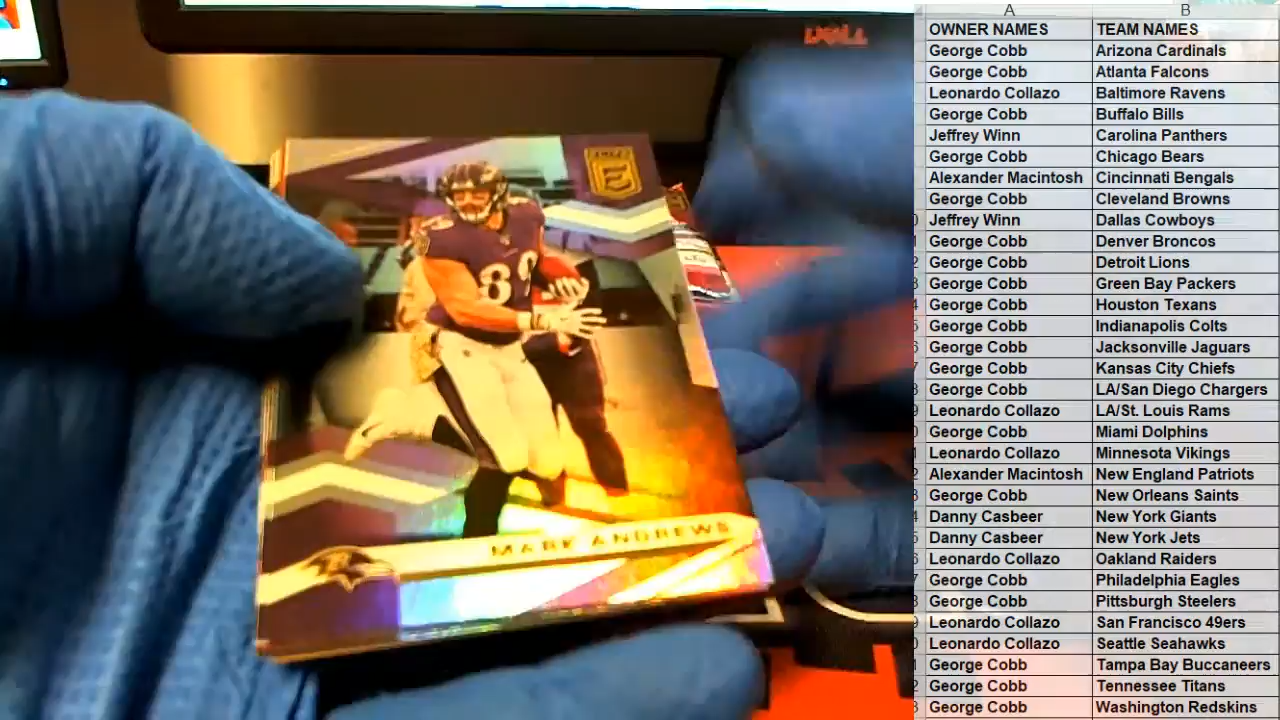 DELL
E
89
MARK ANDREWS
A B
OWNER NAMES TEAM NAMES
George Cobb Arizona Cardinals
George Cobb Atlanta Falcons
Leonardo Collazo Baltimore Ravens
George Cobb Buffalo Bills
Jeffrey Winn Carolina Panthers
George Cobb Chicago Bears
Alexander Macintosh Cincinnati Bengals
George Cobb Cleveland Browns
Jeffrey Winn Dallas Cowboys
George Cobb Denver Broncos
George Cobb Detroit Lions
George Cobb Green Bay Packers
George Cobb Houston Texans
George Cobb Indianapolis Colts
George Cobb Jacksonville Jaguars
George Cobb Kansas City Chiefs
George Cobb LA/San Diego Chargers
Leonardo Collazo LA/St. Louis Rams
George Cobb Miami Dolphins
Leonardo Collazo Minnesota Vikings
Alexander Macintosh New England Patriots
George Cobb New Orleans Saints
Danny Casbeer New York Giants
Danny Casbeer New York Jets
Leonardo Collazo Oakland Raiders
George Cobb Philadelphia Eagles
George Cobb Pittsburgh Steelers
Leonardo Collazo San Francisco 49ers
Leonardo Collazo Seattle Seahawks
George Cobb Tampa Bay Buccaneers
George Cobb Tennessee Titans
George Cobb Washington Redskins